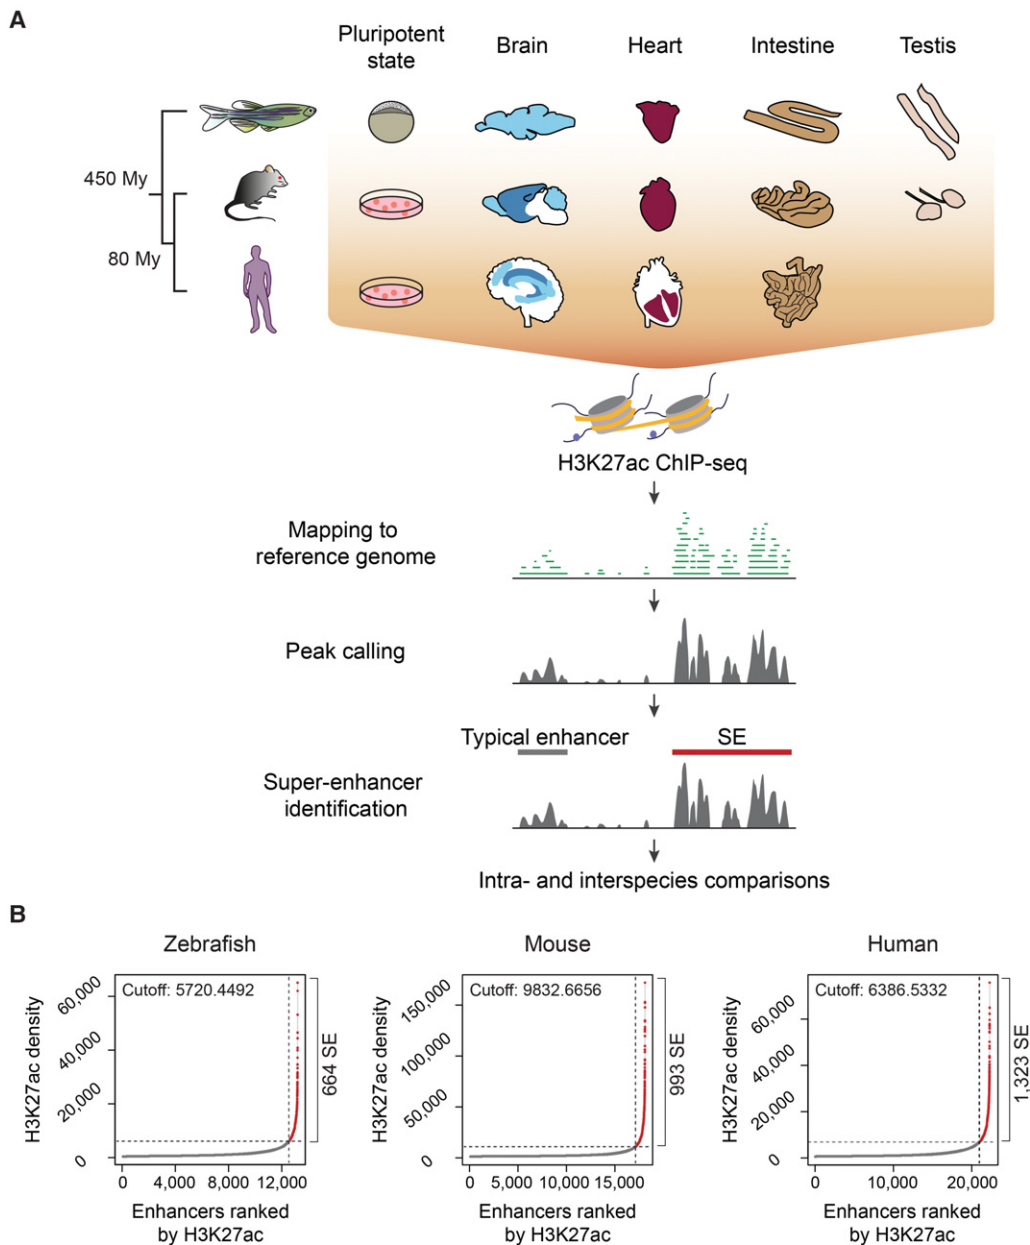 A
Pluripotent
state
Brain
Heart
Intestine
Testis
450 My
80 My
H3K27ac ChIP-seq
Mapping to
reference genome
Peak calling
Typical enhancer
SE
Super-enhancer
identification
Intra- and interspecies comparisons
B
Zebrafish
Cutoff: 5720.4492
H3K27ac density
60,000
40,000
20,000
0
0
4,000
8,000
12,000
664 SE
Enhancers ranked
by H3K27ac
Mouse
Cutoff: 9832.6656
H3K27ac density
150,000
100,000
50,000
0
0
5,000
10,000
15,000
993 SE
Enhancers ranked
by H3K27ac
Human
Cutoff: 6386.5332
H3K27ac density
60,000
40,000
20,000
0
0
10,000
20,000
1,323 SE
Enhancers ranked
by H3K27ac